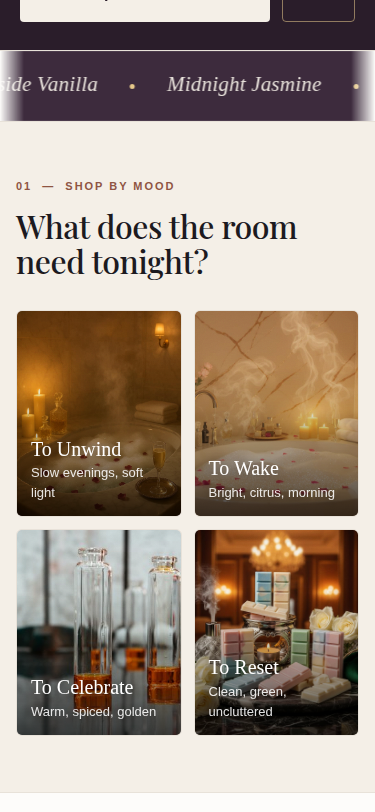 side Vanilla • Midnight Jasmine •
01 — SHOP BY MOOD
What does the room
need tonight?
To Unwind
Slow evenings, soft
light
To Wake
Bright, citrus, morning
To Celebrate
Warm, spiced, golden
To Reset
Clean, green,
uncluttered